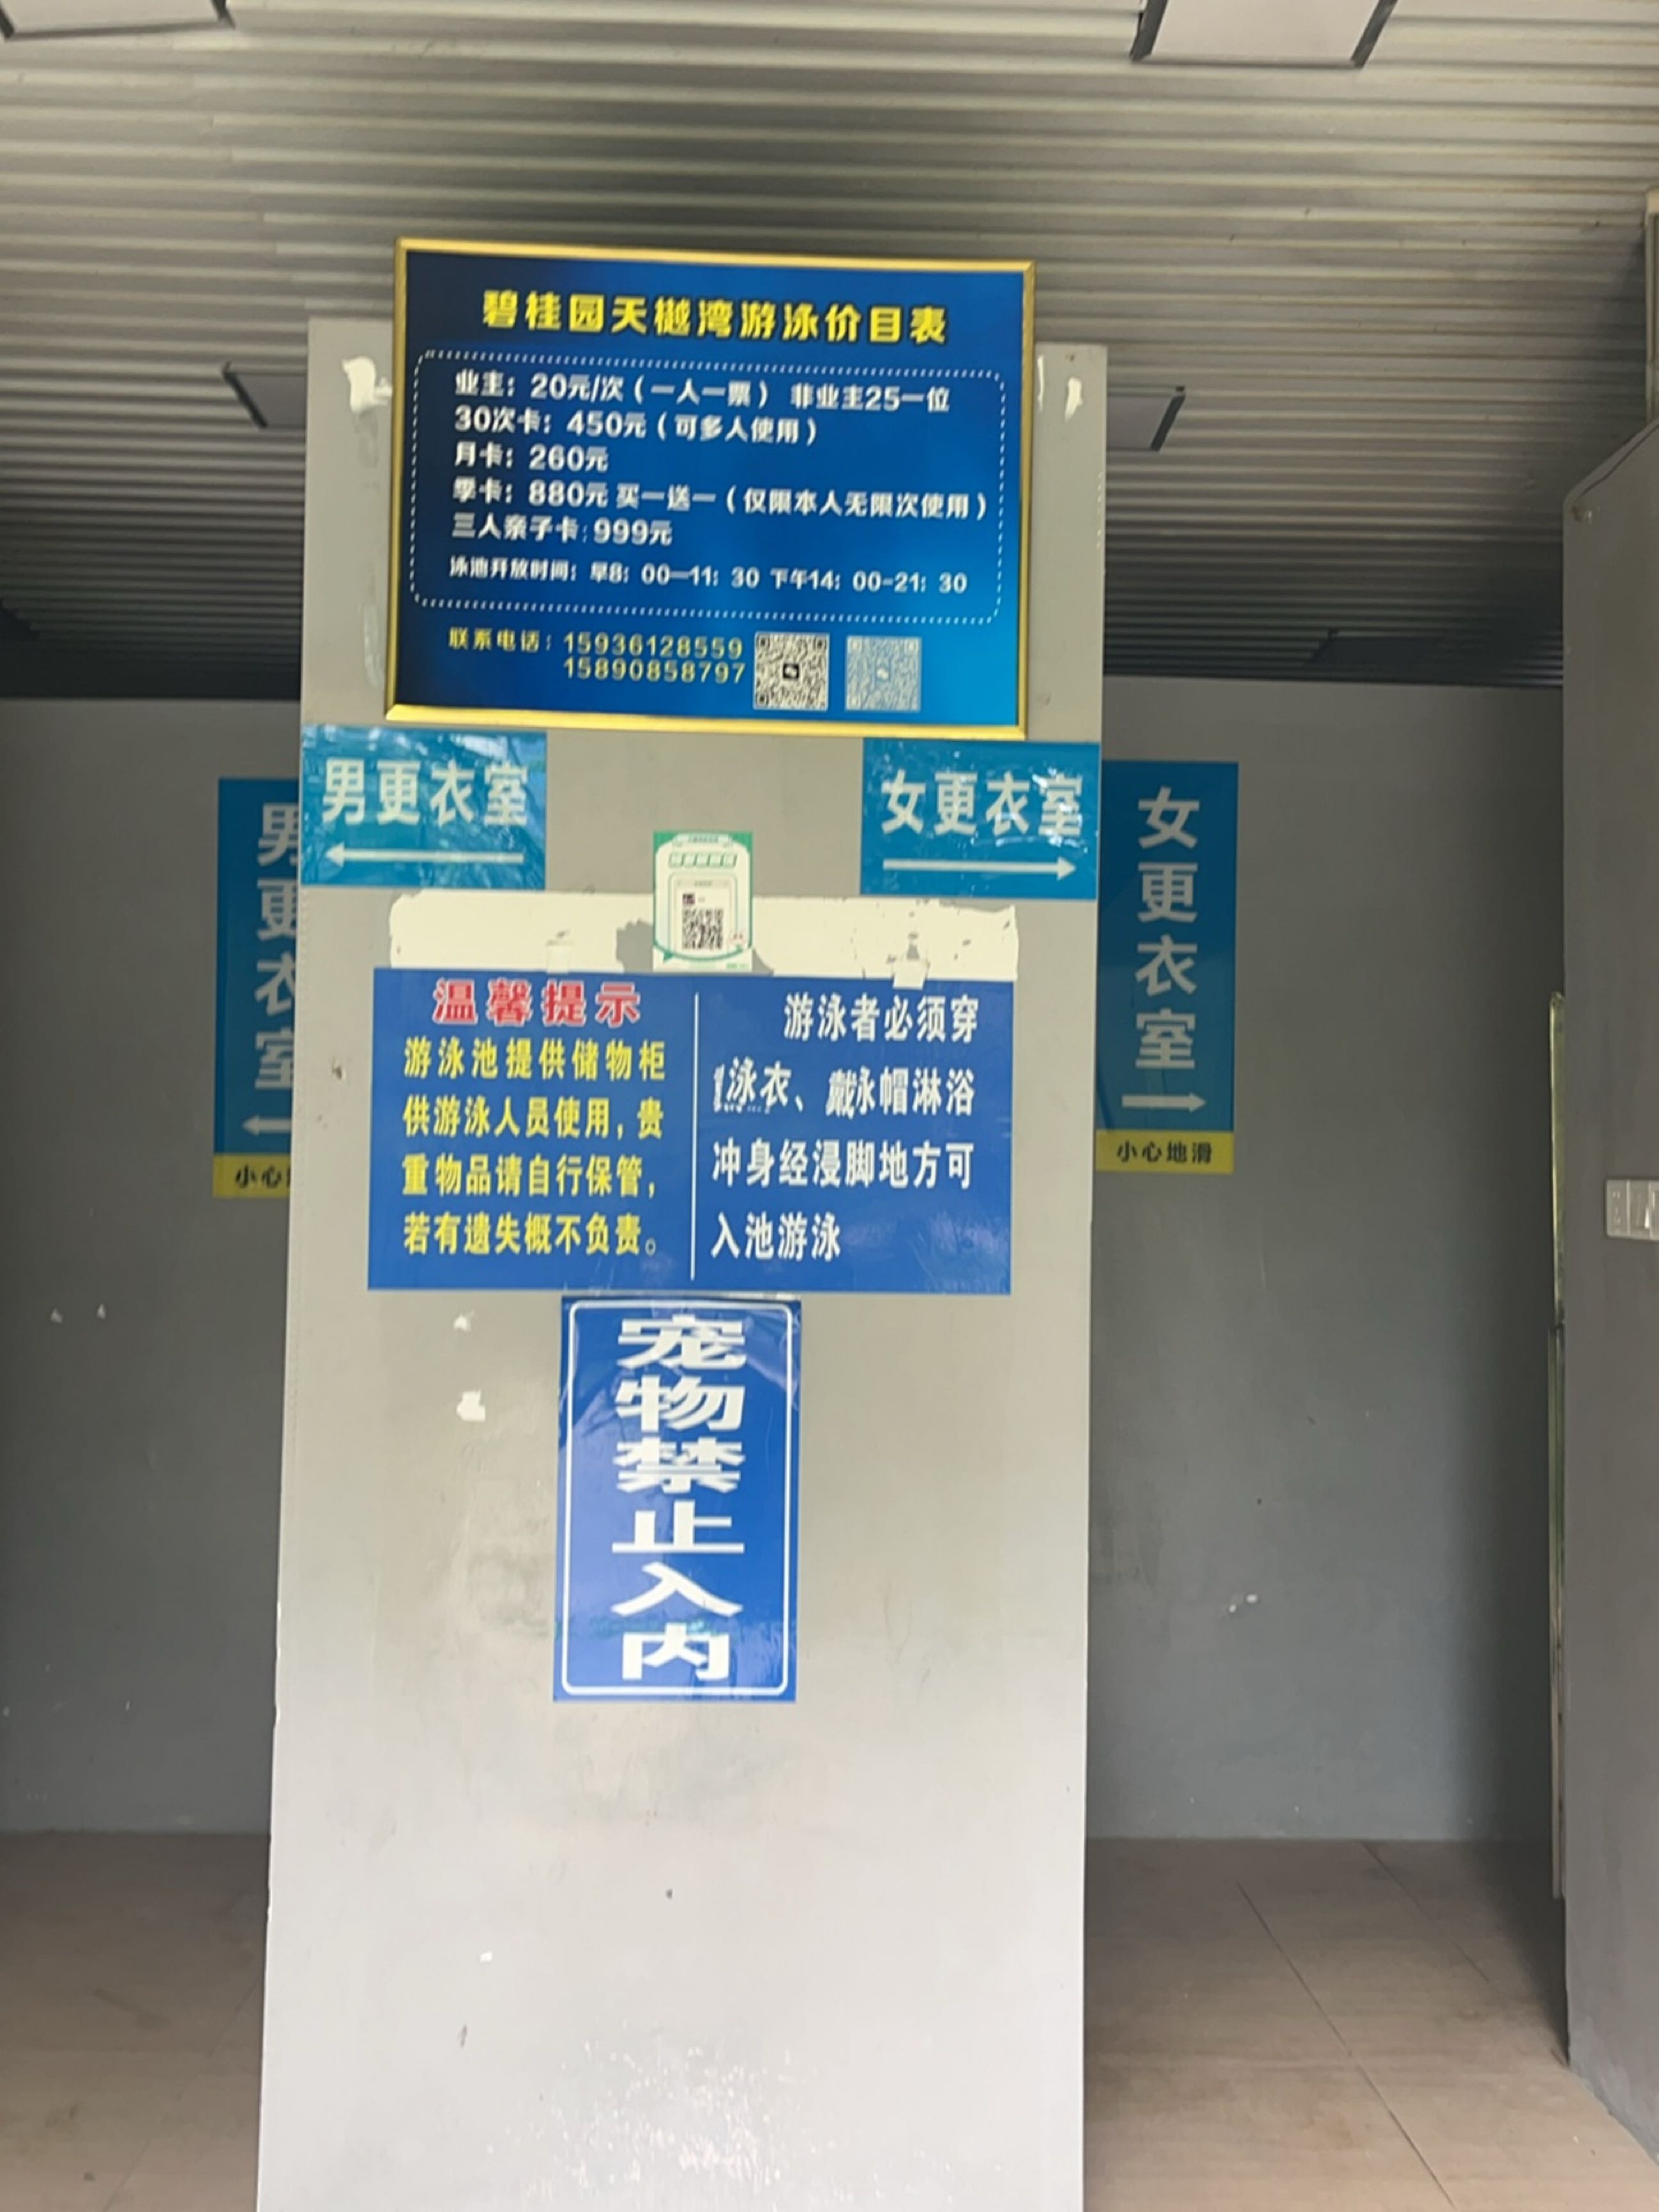 碧桂园天樾湾游泳价目表
业主：20元/次（一人一票） 非业主25一位
30次卡：450元（可多人使用）
月卡：260元
季卡：880元 买一送一（仅限本人无限次使用）
三人亲子卡：999元
泳池开放时间：早8：00—11：30 下午14：00-21：30
联系电话：15936128559
15890858797
男更衣室
女更衣室
男更衣室
女更衣室
小心
小心地滑
温馨提示
游泳池提供储物柜
供游泳人员使用，贵
重物品请自行保管，
若有遗失概不负责。
游泳者必须穿
泳衣、戴永帽淋浴
冲身经浸脚地方可
入池游泳
宠物禁止入内